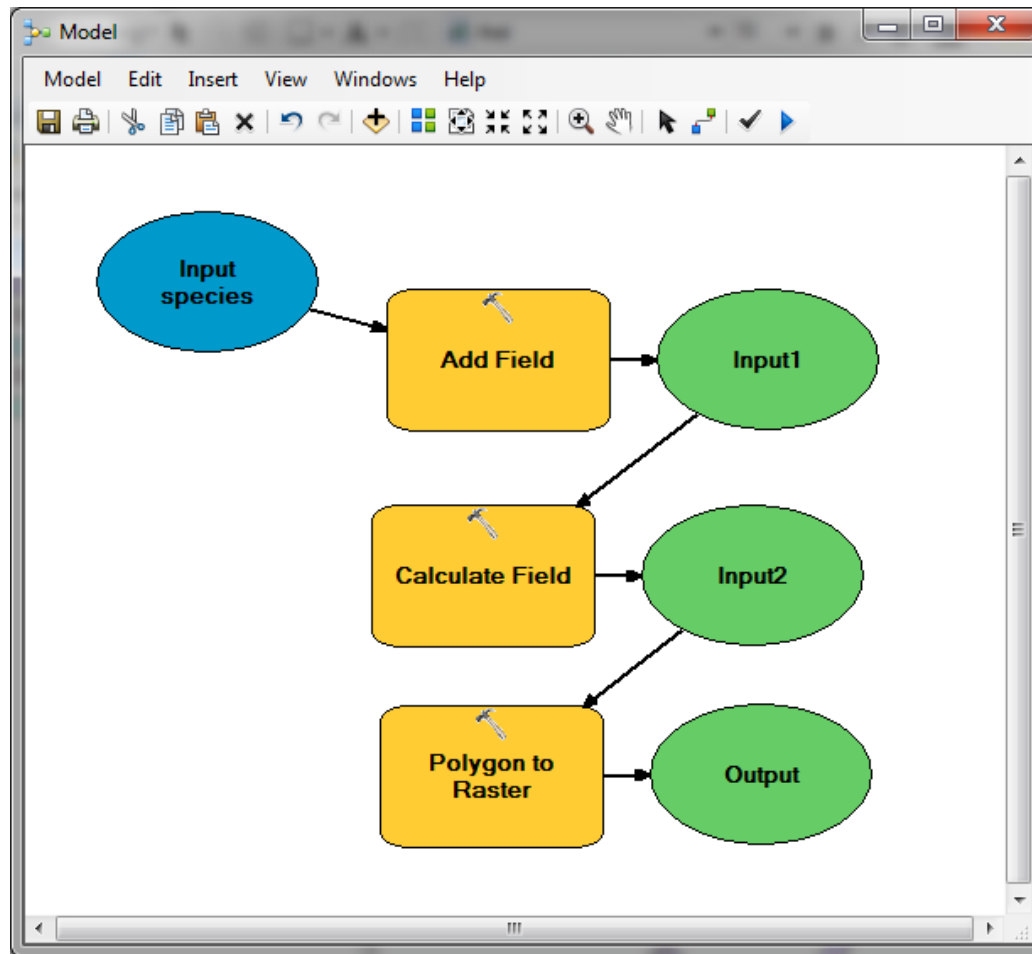 Model
Model Edit Insert View Windows Help
Input
species
Add Field
Input1
Calculate Field
Input2
Polygon to
Raster
Output